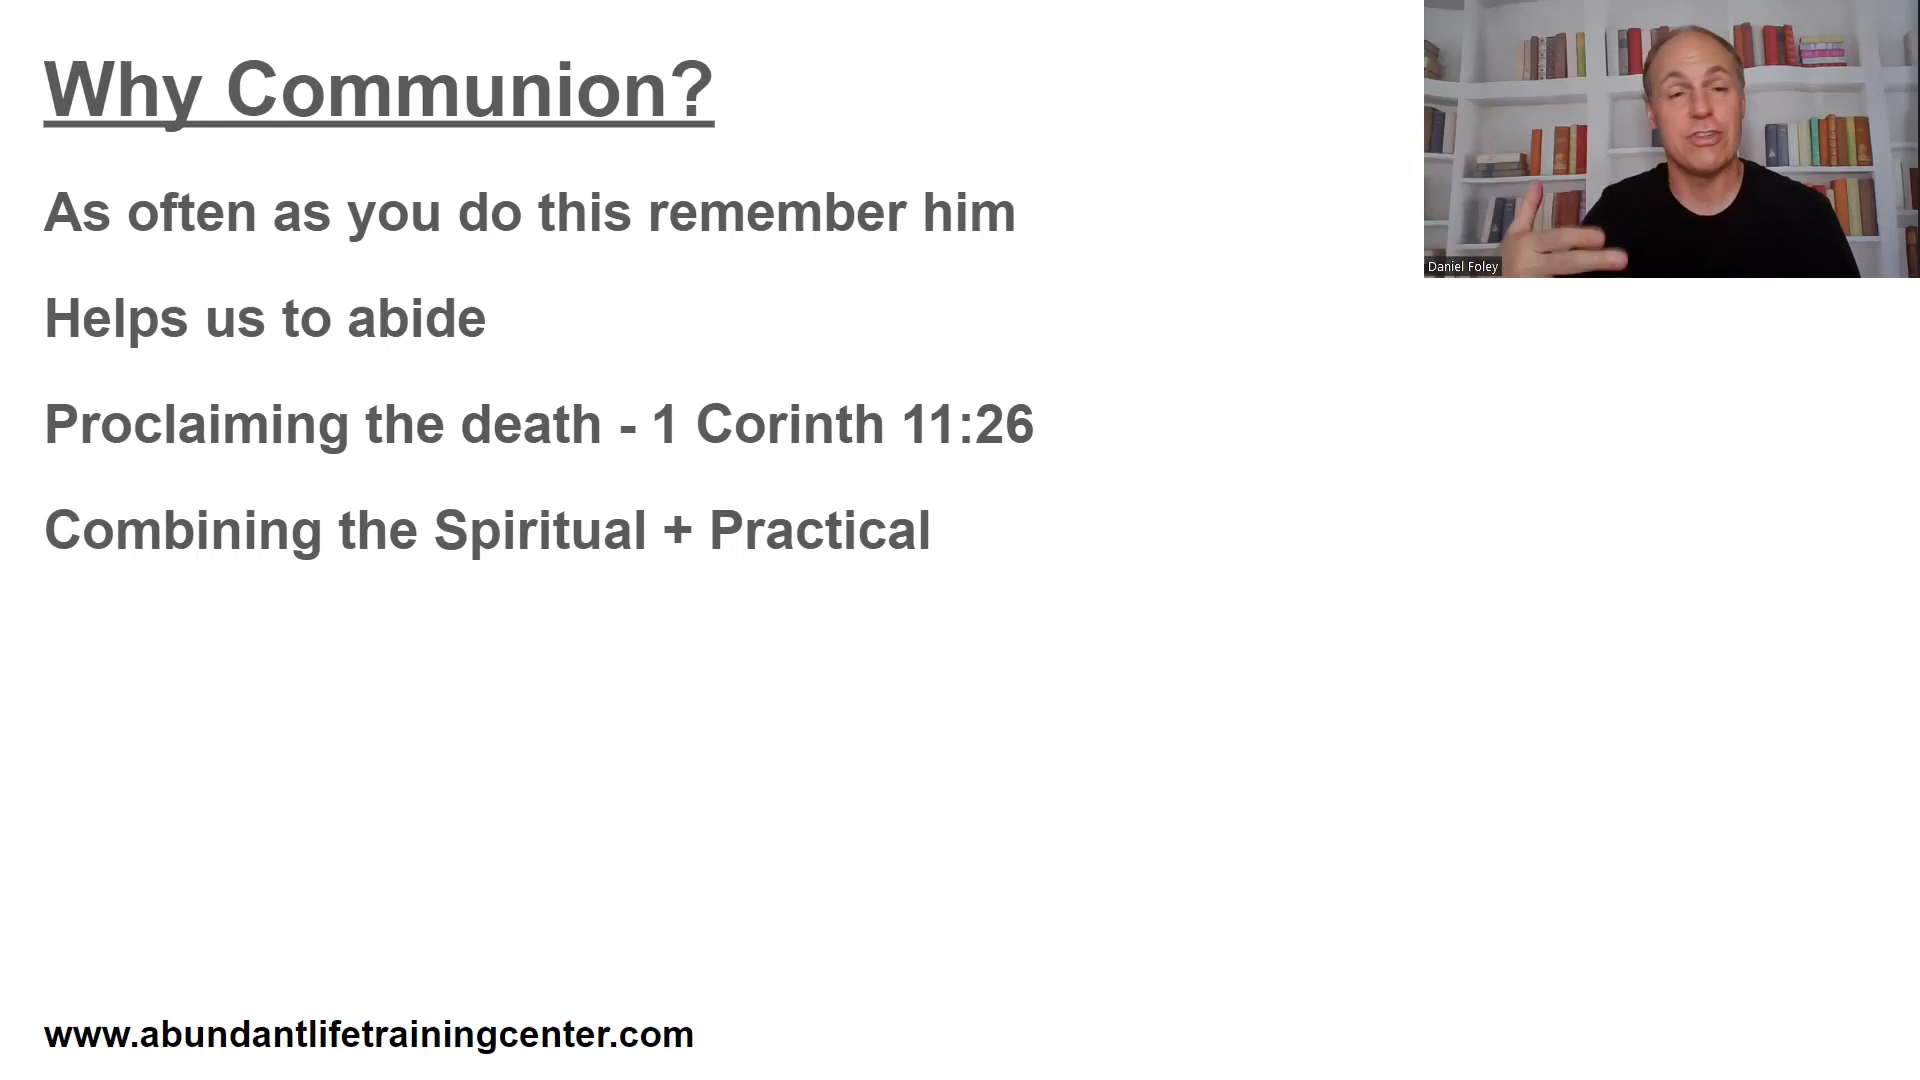 Why Communion?
As often as you do this remember him
Helps us to abide
Proclaiming the death - 1 Corinth 11:26
Combining the Spiritual + Practical
Daniel Foley
www.abundantlifetrainingcenter.com